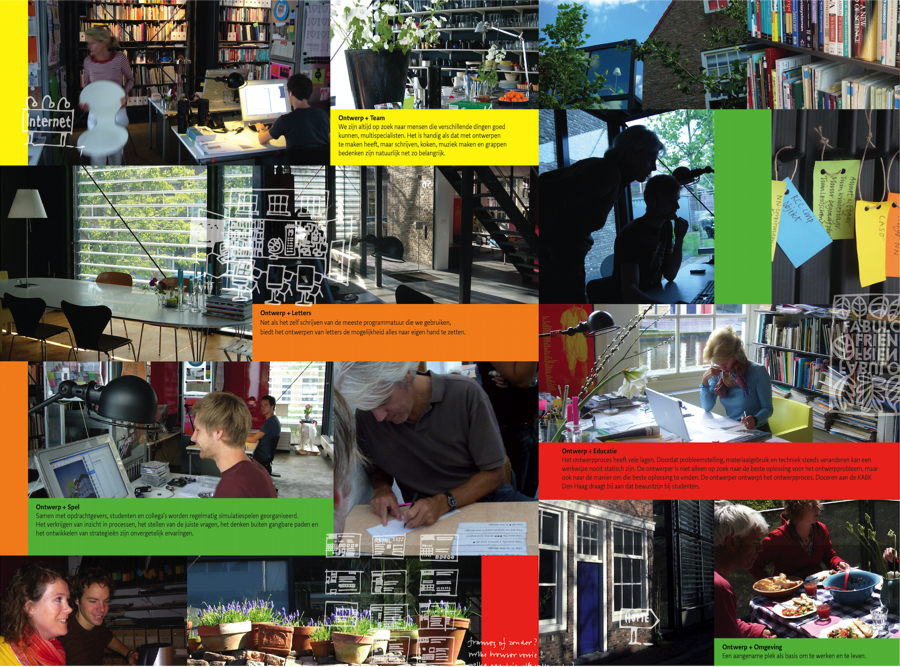 Internet
Ontwerp + Team
We zijn altijd op zoek naar mensen die verschillende dingen goed
kunnen, multispecialisten. Het is handig als dat met ontwerpen
te maken heeft, maar schrijven, koken, muziek maken en grappen
bedenken zijn natuurlijk net zo belangrijk.
Ontwerp + Letters
Net als het zelf schrijven van de meeste programmatuur die we gebruiken,
biedt het ontwerpen van letters de mogelijkheid alles naar eigen hand te zetten.
Ontwerp + Educatie
Het ontwerpproces heeft vele lagen. Doordat probleemstelling, materiaalgebruik en techniek steeds veranderen kan een
werkwijze nooit statisch zijn. De ontwerper is niet alleen op zoek naar de beste oplossing voor het ontwerpprobleem, maar
ook naar de manier om die beste oplossing te vinden. De ontwerper ontwerpt het ontwerpproces. Doceren aan de KABK
Den Haag draagt bij aan dat bewustzijn bij studenten.
Ontwerp + Spel
Samen met opdrachtgevers, studenten en collega's worden regelmatig simulatiespelen georganiseerd.
Het verkrijgen van inzicht in processen, het stellen van de juiste vragen, het denken buiten gangbare paden en
het ontwikkelen van strategieën zijn onvergetelijk ervaringen.
HOME
frames of zonder?
welke browser
Ontwerp + Omgeving
Een aangename plek als basis om te werken en te leven.